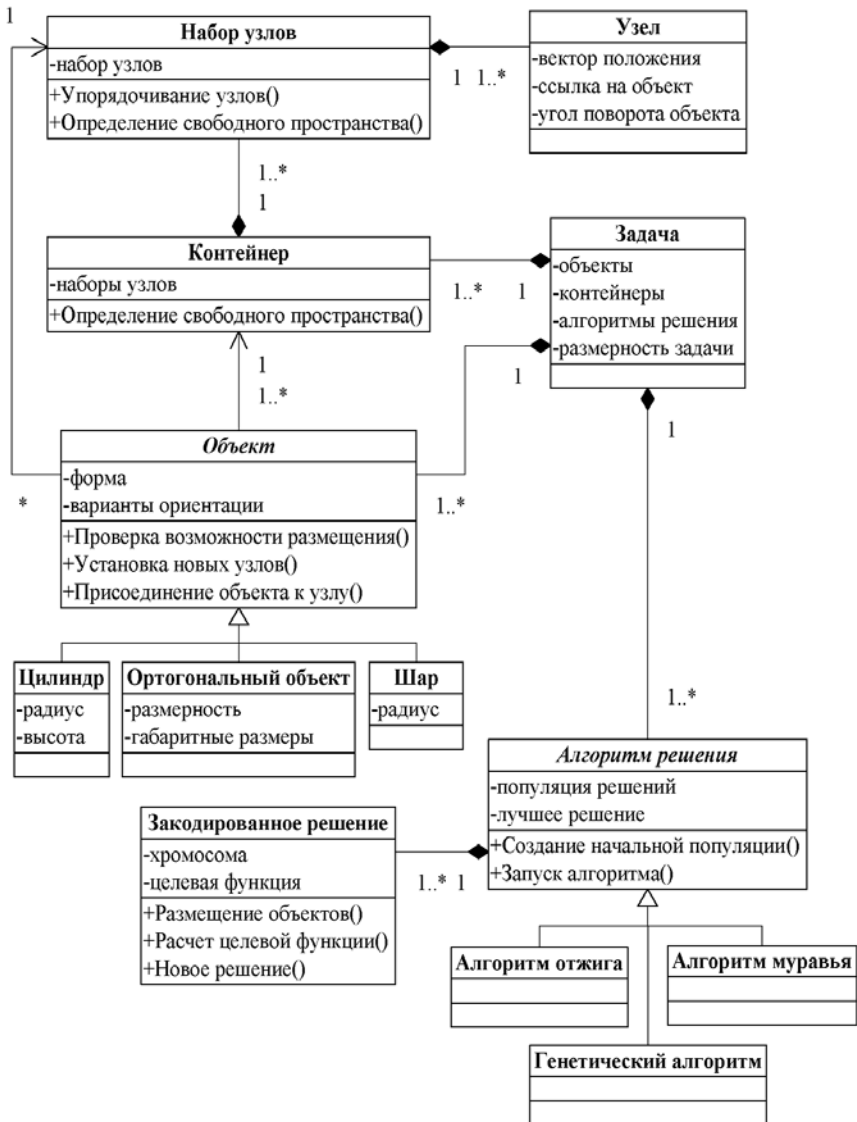 1
Набор узлов
-набор узлов
+Упорядочивание узлов()
+Определение свободного пространства()
1 1..*
Узел
-вектор положения
-ссылка на объект
-угол поворота объекта
1..*
1
Контейнер
-наборы узлов
+Определение свободного пространства()
1..* 1
Задача
-объекты
-контейнеры
-алгоритмы решения
-размерность задачи
1
1..*
1
1
Объект
-форма
-варианты ориентации
+Проверка возможности размещения()
+Установка новых узлов()
+Присоединение объекта к узлу()
*
1..*
Цилиндр
-радиус
-высота
Ортогональный объект
-размерность
-габаритные размеры
Шар
-радиус
1..*
Алгоритм решения
-популяция решений
-лучшее решение
+Создание начальной популяции()
+Запуск алгоритма()
Закодированное решение
-хромосома
-целевая функция
+Размещение объектов()
+Расчет целевой функции()
+Новое решение()
1..* 1
Алгоритм отжига
Алгоритм муравья
Генетический алгоритм